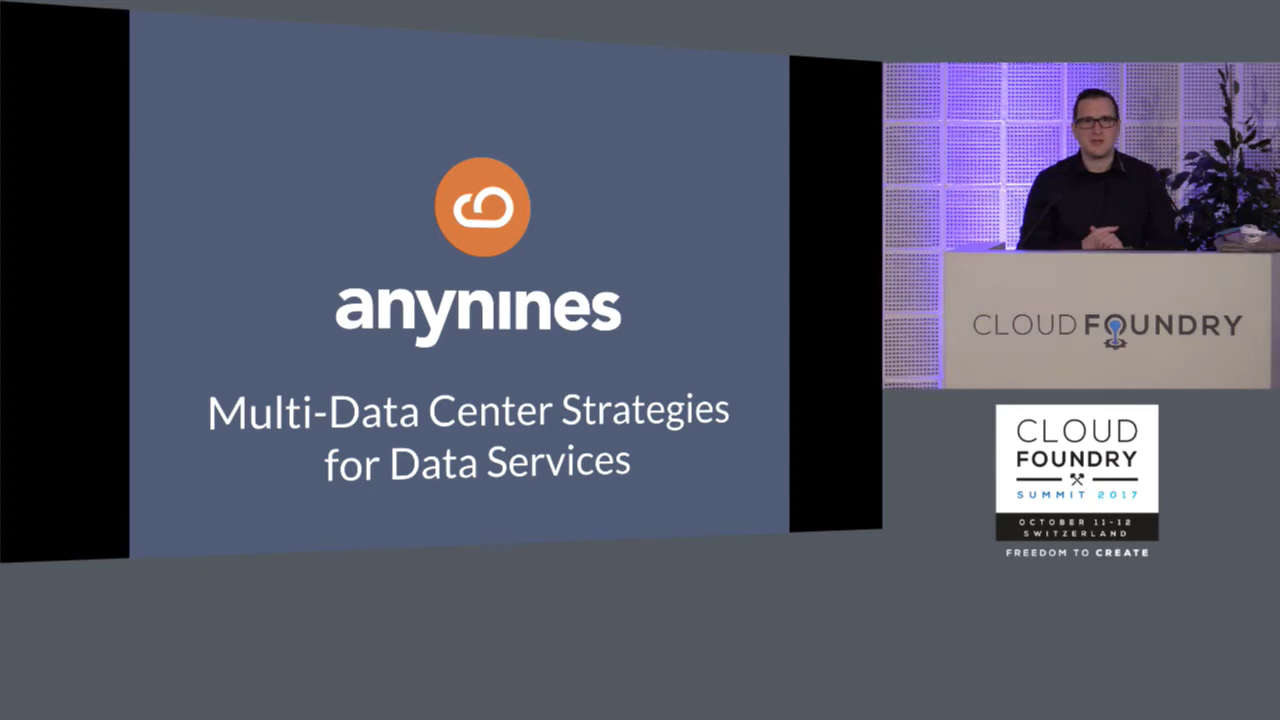 anynines
Multi-Data Center Strategies
for Data Services
CLOUD FOUNDRY
CLOUD
FOUNDRY
SUMMIT 2017
OCTOBER 11-12
SWITZERLAND
FREEDOM TO CREATE